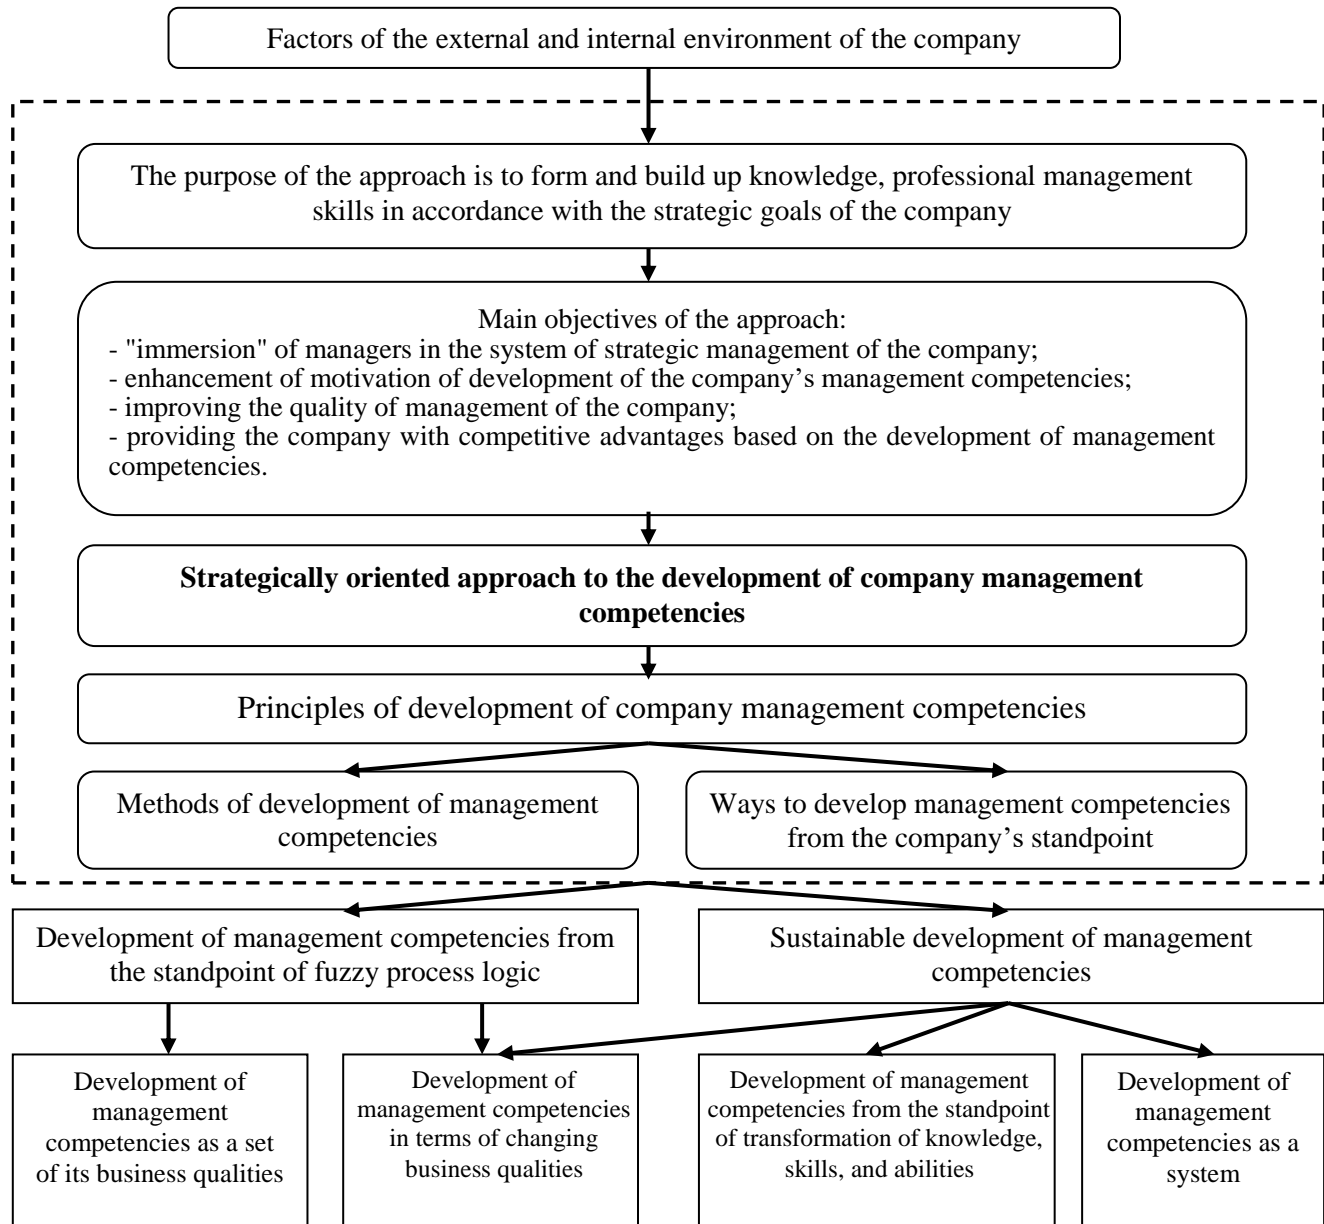 Factors of the external and internal environment of the company
The purpose of the approach is to form and build up knowledge, professional management
skills in accordance with the strategic goals of the company
Main objectives of the approach:
- "immersion" of managers in the system of strategic management of the company;
- enhancement of motivation of development of the company’s management competencies;
- improving the quality of management of the company;
- providing the company with competitive advantages based on the development of management
competencies.
Strategically oriented approach to the development of company management
competencies
Principles of development of company management competencies
Methods of development of management
competencies
Ways to develop management competencies
from the company’s standpoint
Development of management competencies from
the standpoint of fuzzy process logic
Sustainable development of management
competencies
Development of
management
competencies as a set
of its business qualities
Development of
management competencies
in terms of changing
business qualities
Development of management
competencies from the standpoint
of transformation of knowledge,
skills, and abilities
Development of
management
competencies as a
system